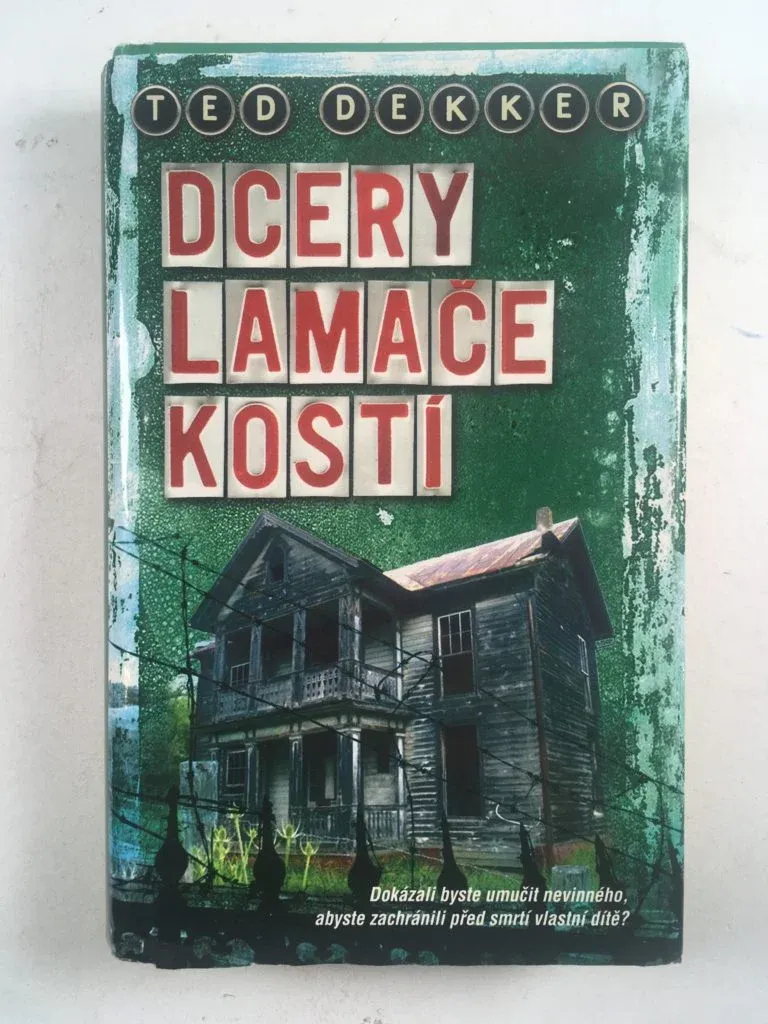 TED DEKKER
DCERY
LAMAČE
KOSTÍ
Dokázali byste umučit nevinného,
abyste zachránili před smrtí vlastní dítě?